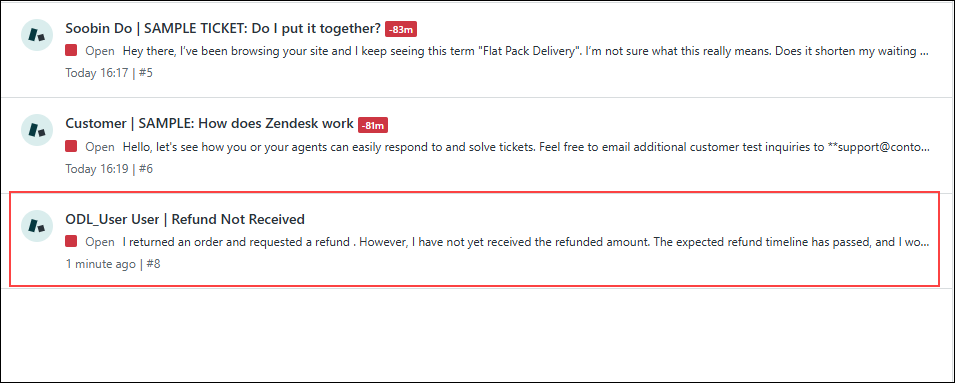 Soobin Do | SAMPLE TICKET: Do I put it together? -83m
Open Hey there, I've been browsing your site and I keep seeing this term "Flat Pack Delivery". I'm not sure what this really means. Does it shorten my waiting ...
Today 16:17 | #5
Customer | SAMPLE: How does Zendesk work -81m
Open Hello, let's see how you or your agents can easily respond to and solve tickets. Feel free to email additional customer test inquiries to **support@conto...
Today 16:19 | #6
ODL_User User | Refund Not Received
Open I returned an order and requested a refund . However, I have not yet received the refunded amount. The expected refund timeline has passed, and I wo...
1 minute ago | #8